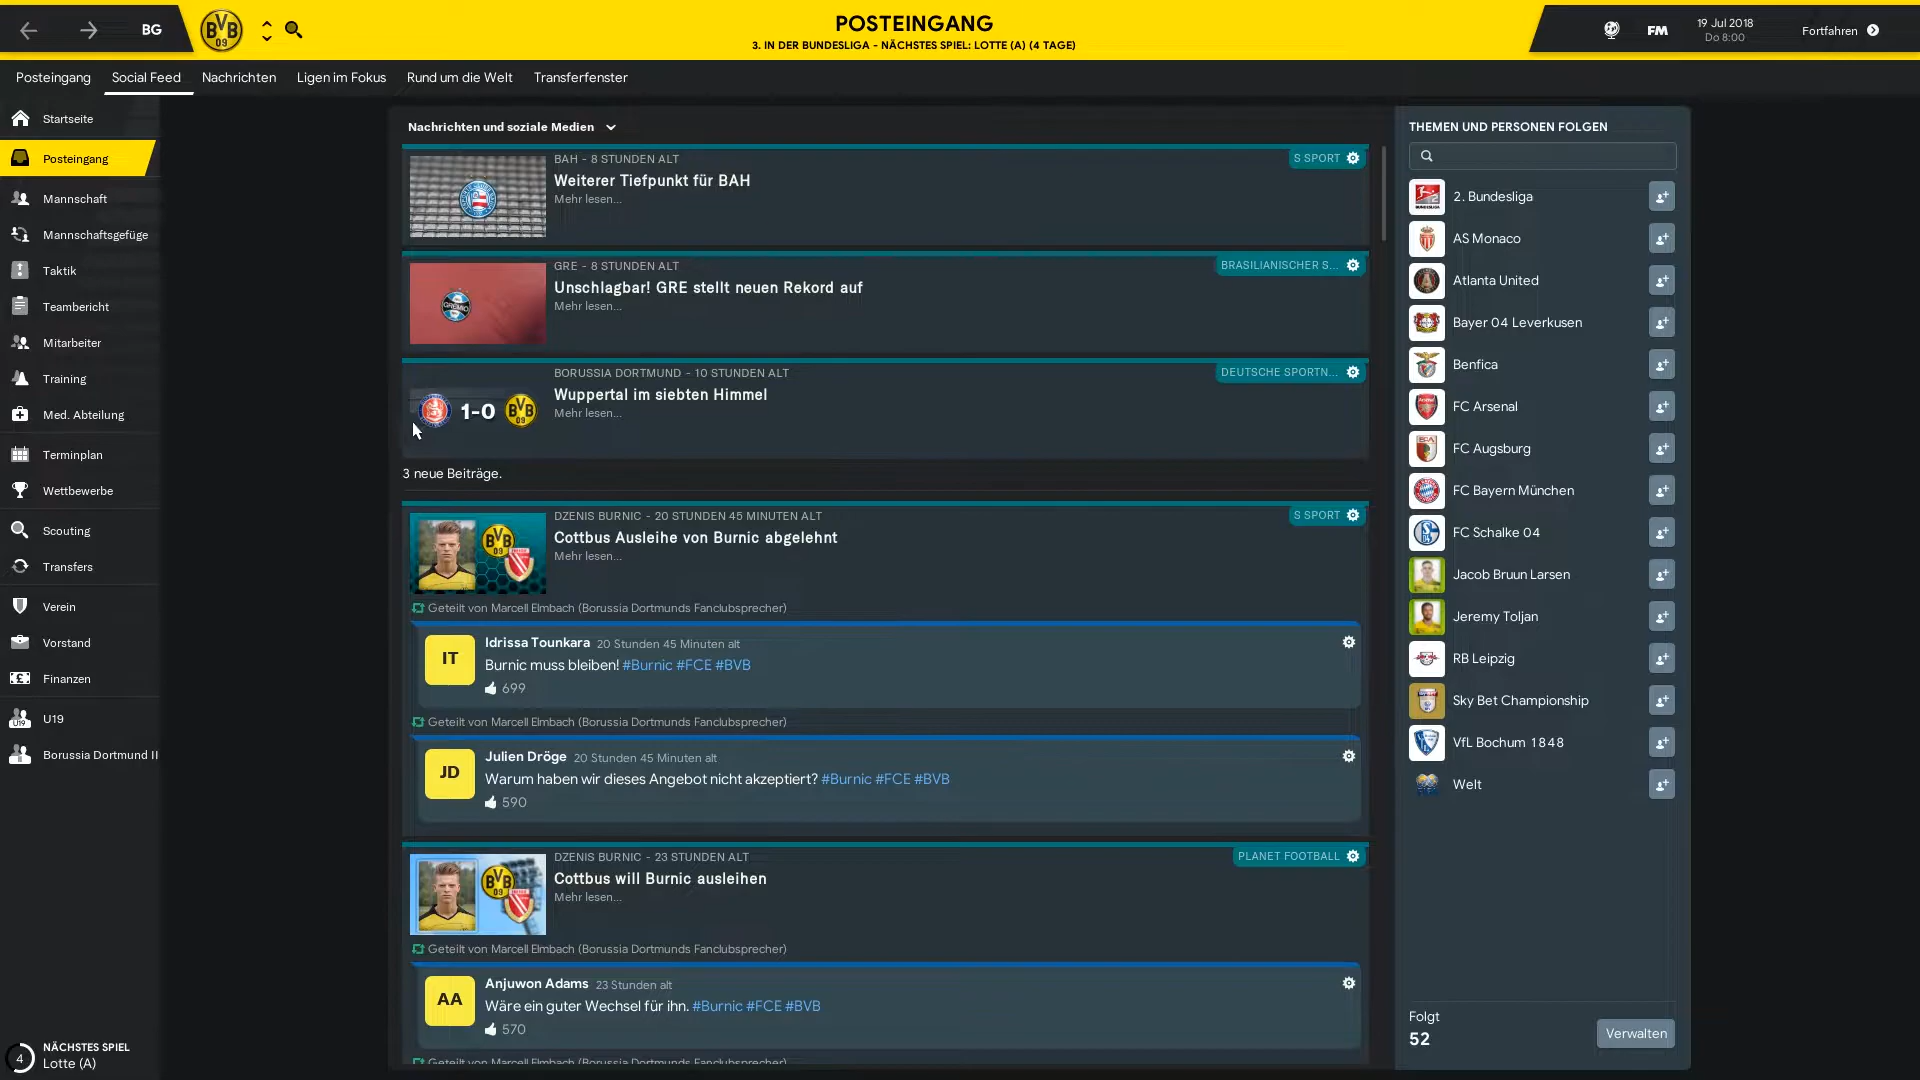 BG
POSTEINGANG
3. IN DER BUNDESLIGA - NÄCHSTES SPIEL: LOTTE (A) (4 TAGE)
FM
19 Jul 2018
Do 8:00
Fortfahren
Posteingang
Social Feed
Nachrichten
Ligen im Fokus
Rund um die Welt
Transferfenster
Startseite
Posteingang
Mannschaft
Mannschaftsgefüge
Taktik
Teambericht
Mitarbeiter
Training
Med. Abteilung
Terminplan
Wettbewerbe
Scouting
Transfers
Verein
Vorstand
Finanzen
U19
Borussia Dortmund II
4
NÄCHSTES SPIEL
Lotte (A)
Nachrichten und soziale Medien
BAH - 8 STUNDEN ALT
S SPORT
Weiterer Tiefpunkt für BAH
Mehr lesen...
GRE - 8 STUNDEN ALT
BRASILIANISCHER S...
Unschlagbar! GRE stellt neuen Rekord auf
Mehr lesen...
BORUSSIA DORTMUND - 10 STUNDEN ALT
DEUTSCHE SPORTN...
Wuppertal im siebten Himmel
1-0
Mehr lesen...
3 neue Beiträge.
DZENIS BURNIC - 20 STUNDEN 45 MINUTEN ALT
S SPORT
Cottbus Ausleihe von Burnic abgelehnt
Mehr lesen...
Geteilt von Marcell Elmbach (Borussia Dortmunds Fanclubsprecher)
IT
Idrissa Tounkara 20 Stunden 45 Minuten alt
Burnic muss bleiben! #Burnic #FCE #BVB
699
Geteilt von Marcell Elmbach (Borussia Dortmunds Fanclubsprecher)
JD
Julien Dröge 20 Stunden 45 Minuten alt
Warum haben wir dieses Angebot nicht akzeptiert? #Burnic #FCE #BVB
590
DZENIS BURNIC - 23 STUNDEN ALT
PLANET FOOTBALL
Cottbus will Burnic ausleihen
Mehr lesen...
Geteilt von Marcell Elmbach (Borussia Dortmunds Fanclubsprecher)
AA
Anjuwon Adams 23 Stunden alt
Wäre ein guter Wechsel für ihn. #Burnic #FCE #BVB
570
Geteilt von Marcell Elmbach (Borussia Dortmunds Fanclubsprecher)
THEMEN UND PERSONEN FOLGEN
2. Bundesliga
AS Monaco
Atlanta United
Bayer 04 Leverkusen
Benfica
FC Arsenal
FC Augsburg
FC Bayern München
FC Schalke 04
Jacob Bruun Larsen
Jeremy Toljan
RB Leipzig
Sky Bet Championship
VfL Bochum 1848
Welt
Folgt
52
Verwalten